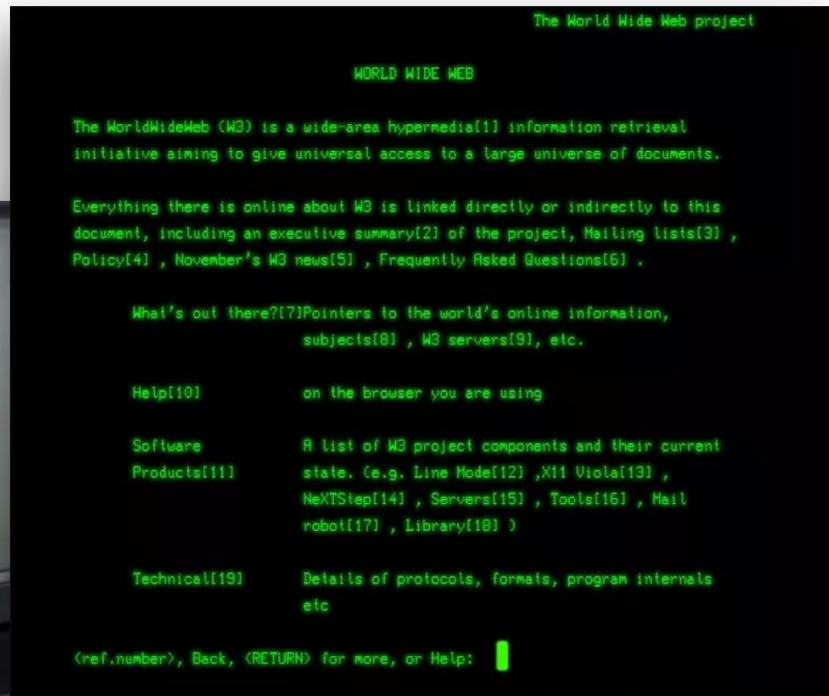 The World Wide Web project
WORLD WIDE WEB
The WorldWideWeb (W3) is a wide-area hypermedia[1] information retrieval
initiative aiming to give universal access to a large universe of documents.
Everything there is online about W3 is linked directly or indirectly to this
document, including an executive summary[2] of the project, Mailing lists[3] ,
Policy[4] , November's W3 news[5] , Frequently Asked Questions[6] .
What's out there?[7]Pointers to the world's online information,
subjects[8] , W3 servers[9], etc.
Help[10] on the browser you are using
Software A list of W3 project components and their current
Products[11] state. (e.g. Line Mode[12] ,X11 Viola[13] ,
NeXTStep[14] , Servers[15] , Tools[16] , Mail
robot[17] , Library[18] )
Technical[19] Details of protocols, formats, program internals
etc
<ref.number>, Back, <RETURN> for more, or Help: